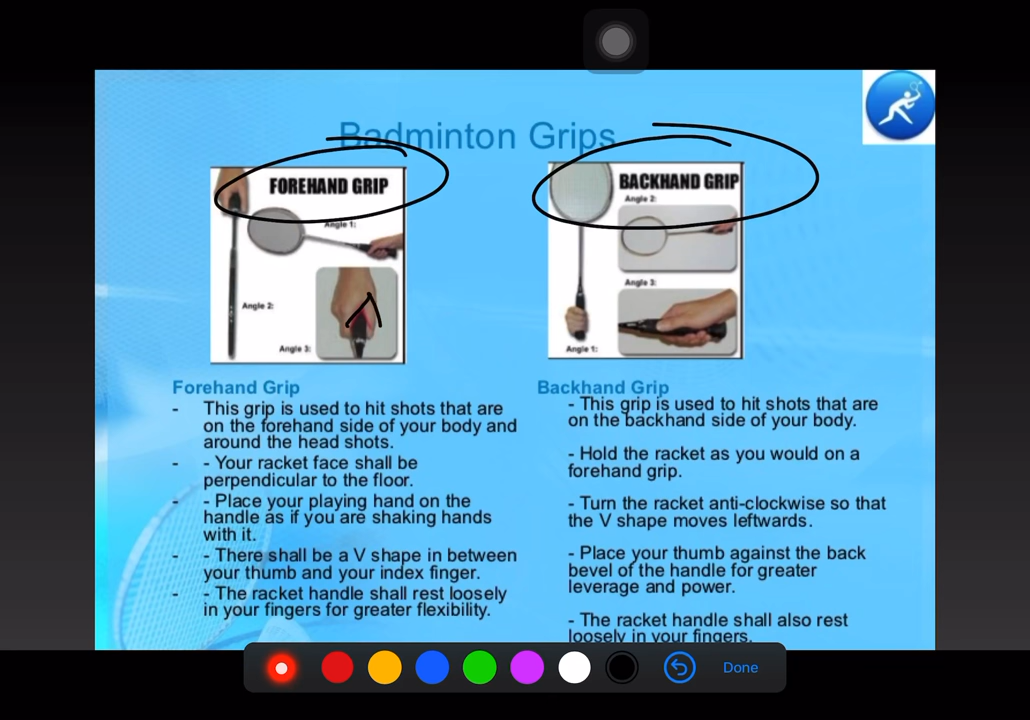 Badminton Grips
FOREHAND GRIP
Angle 1:
Angle 2:
Angle 3:
BACKHAND GRIP
Angle 2:
Angle 3:
Angle 1:
Forehand Grip
- This grip is used to hit shots that are
on the forehand side of your body and
around the head shots.
- - Your racket face shall be
perpendicular to the floor.
- - Place your playing hand on the
handle as if you are shaking hands
with it.
- - There shall be a V shape in between
your thumb and your index finger.
- - The racket handle shall rest loosely
in your fingers for greater flexibility.
Backhand Grip
- This grip is used to hit shots that are
on the backhand side of your body.
- Hold the racket as you would on a
forehand grip.
- Turn the racket anti-clockwise so that
the V shape moves leftwards.
- Place your thumb against the back
bevel of the handle for greater
leverage and power.
- The racket handle shall also rest
loosely in your fingers.
Done